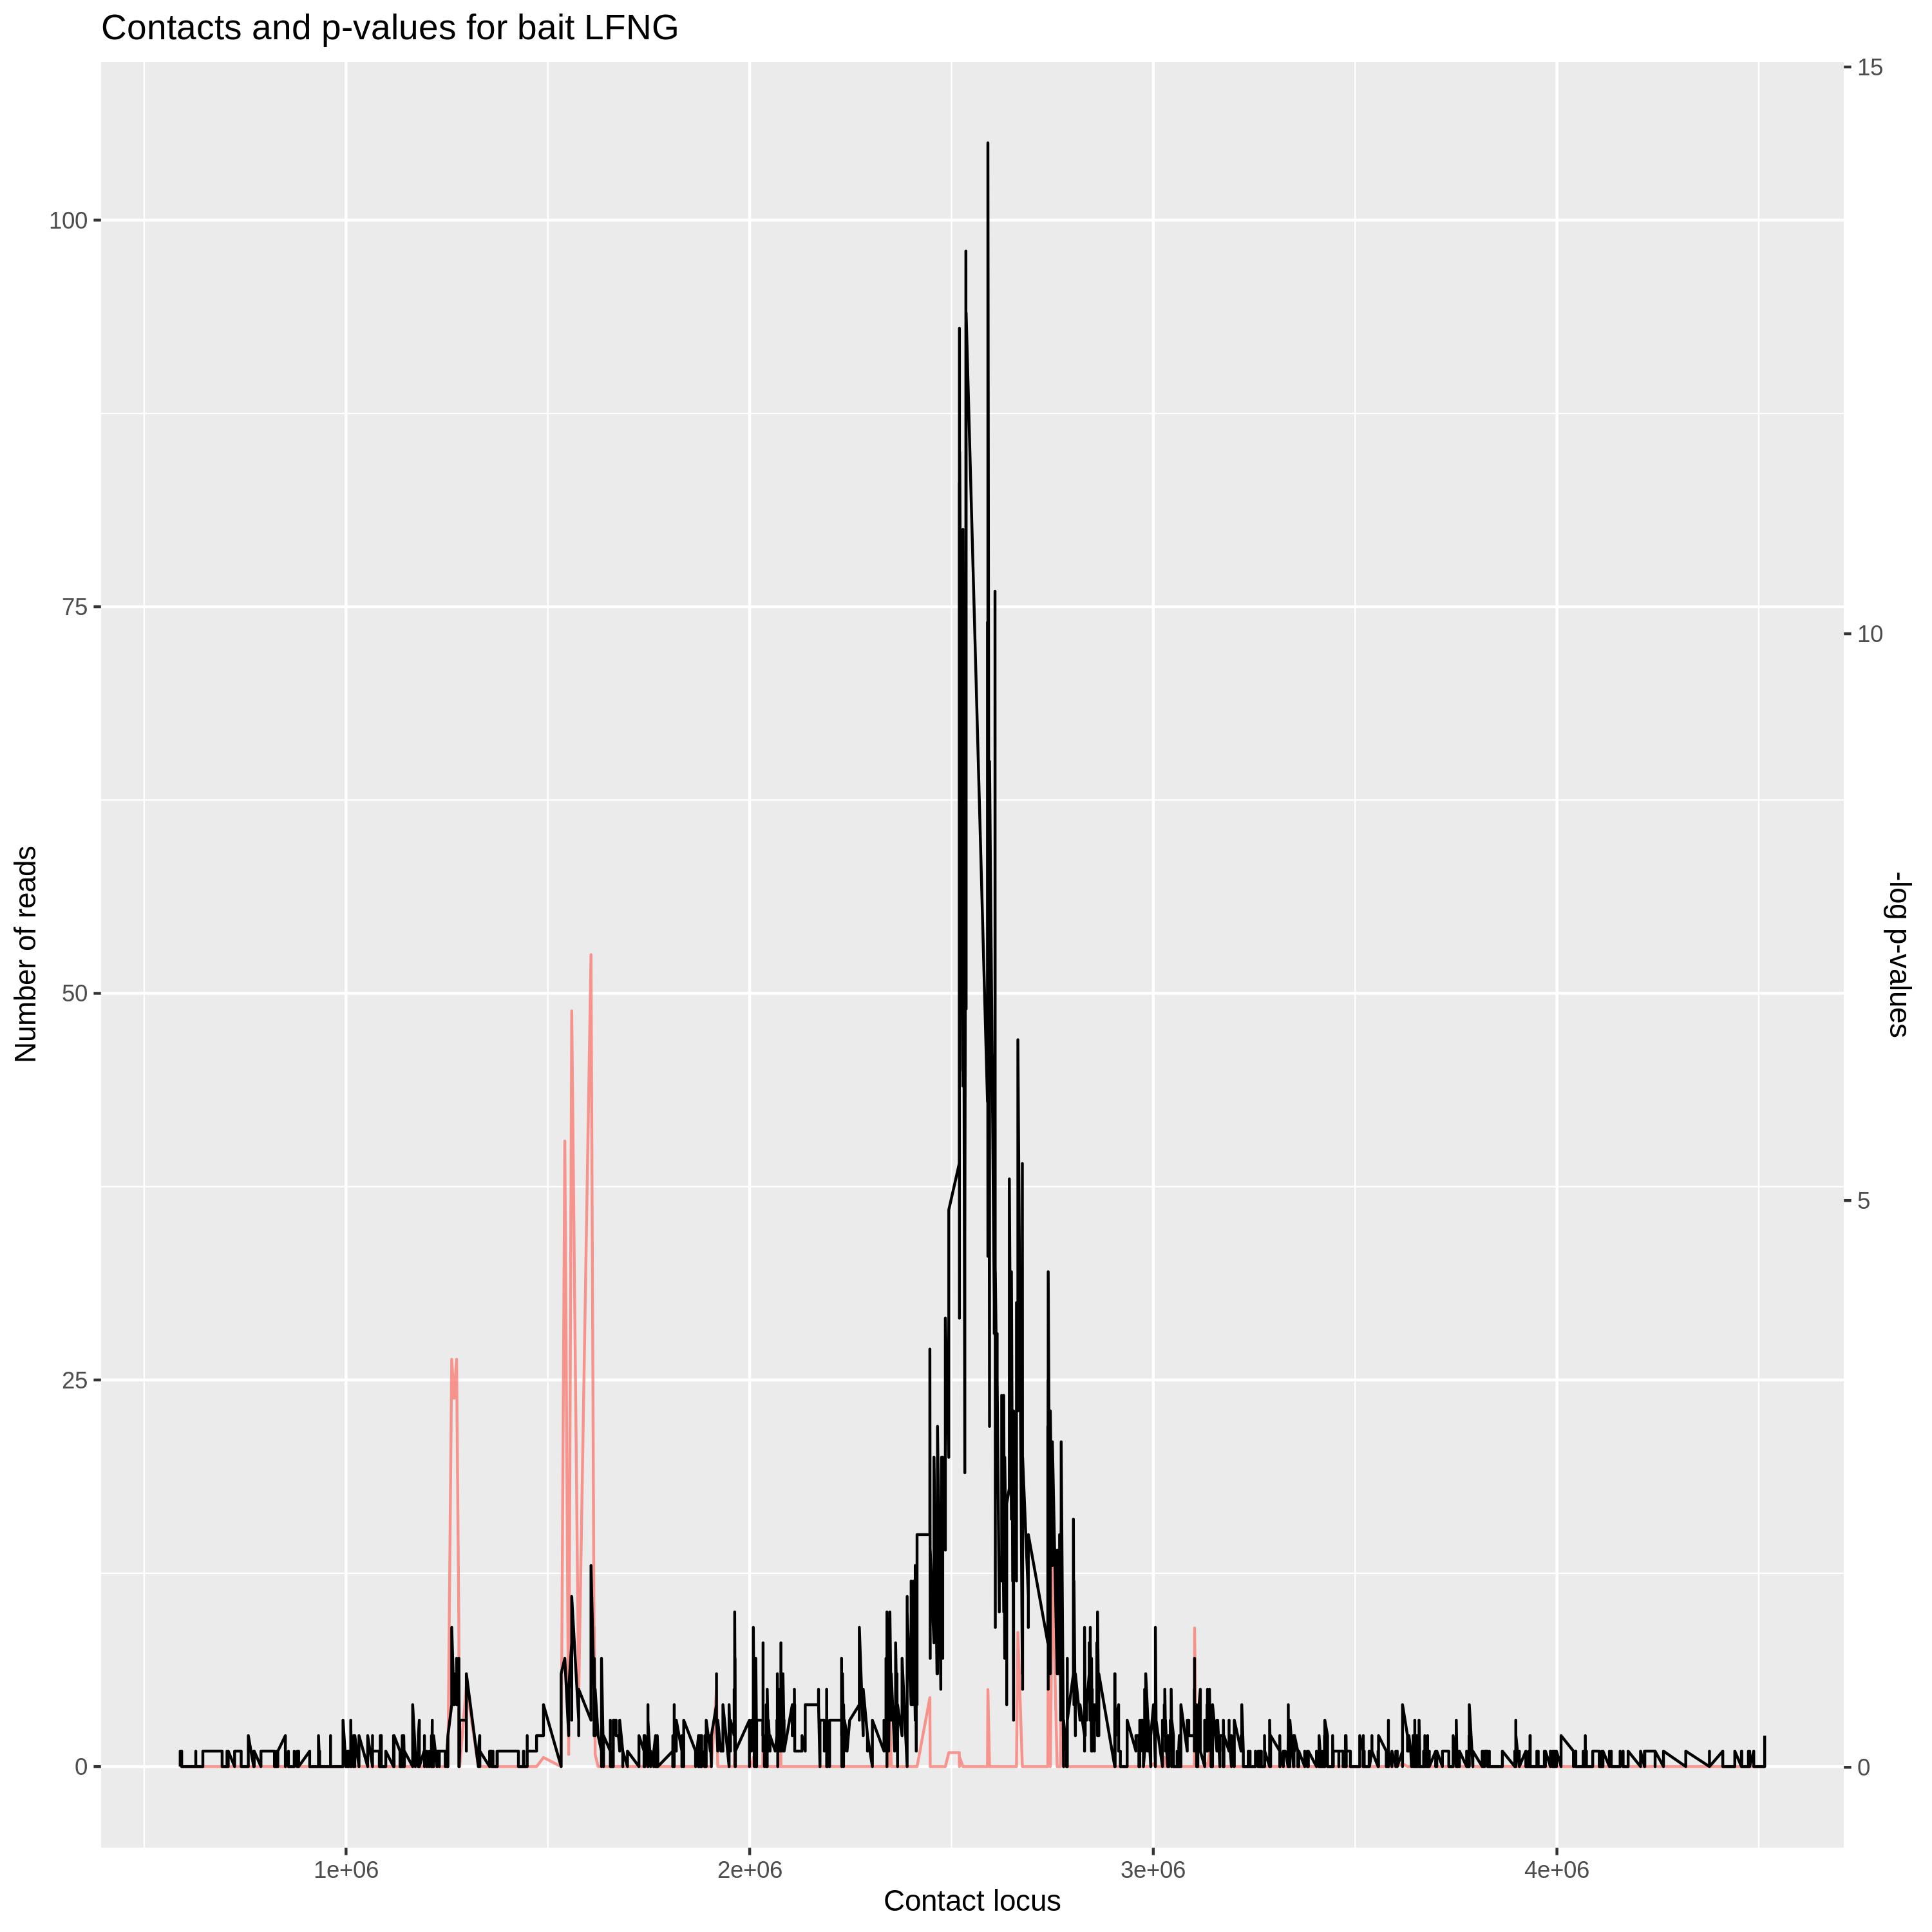 Contacts and p-values for bait LFNG
15
100
75
10
Number of reads
-log p-values
50
5
25
0
0
1e+06
2e+06
3e+06
4e+06
Contact locus